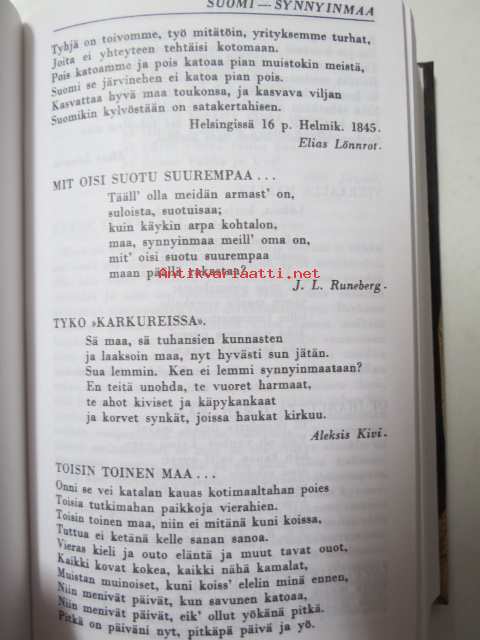 SUOMI — SYNNYINMAA
Tyhjä on toivomme, työ mitätöin, yrityksemme turhat,
Joita ei yhteyteen tehtäisi kotomaan.
Pois katoamme ja pois katoaa pian muistokin meistä,
Suomi se järvinehen ei katoa pian pois.
Kasvattaa hyvä maa toukonsa, ja kasvava viljan
Suomikin kylvöstään on satakertahisen.
Helsingissä 16 p. Helmik. 1845.
Elias Lönnrot.
MIT OISI SUOTU SUUREMPAA . . .
Tääll' olla meidän armast' on,
suloista, suotuisaa;
kuin käykin arpa kohtalon,
maa, synnyinmaa meill' oma on,
mit' oisi suotu suurempaa
maan päällä rakastaa?
Antikvariaatti.net
J. L. Runeberg.
TYKO »KARKUREISSA».
Sä maa, sä tuhansien kunnasten
ja laaksoin maa, nyt hyvästi sun jätän.
Sua lemmin. Ken ei lemmi synnyinmaataan?
En teitä unohda, te vuoret harmaat,
te ahot kiviset ja käpykankaat
ja korvet synkät, joissa haukat kirkuu.
Aleksis Kivi.
TOISIN TOINEN MAA . . .
Onni se vei katalan kauas kotimaaltahan poies
Toisia tutkimahan paikkoja vierahien.
Toisin toinen maa, niin ei mitänä kuni koissa,
Tuttua ei ketänä kelle sanan sanoa.
Vieras kieli ja outo eläntä ja muut tavat ouot,
Kaikki kovat kokea, kaikki nähä kamalat,
Muistan muinoiset, kuni koiss' elelin minä ennen,
Niin menivät päivät, kun savunen katoaa,
Niin menivät päivät, eik' ollut yökänä pitkä.
Pitkä on päiväni nyt, pitkäpä päivä ja yö.